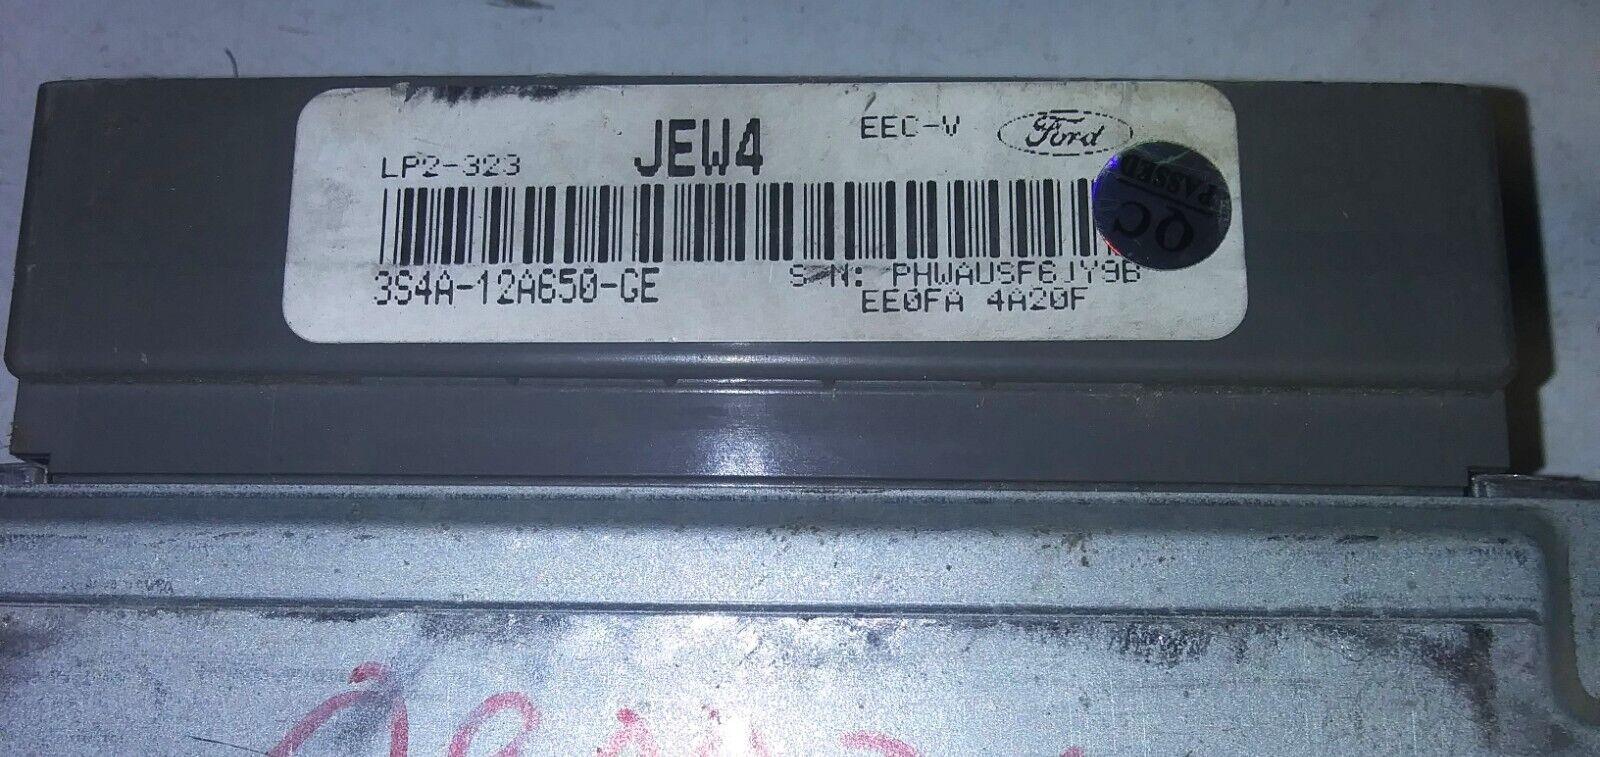 JEW4
EEC-V
Ford
LP2-323
QC
PASSED
3S4A-12A650-GE
S/N: PHWAUSF6JY9B
EE0FA 4A20F